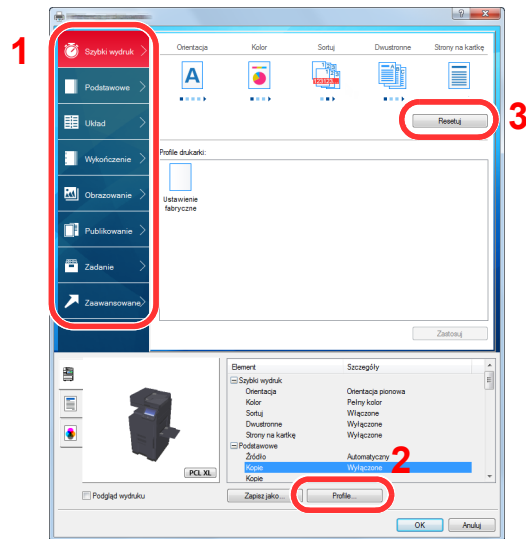 1
Szybki wydruk
Podstawowe
Układ
Wykończenie
Obrazowanie
Publikowanie
Zadanie
Zaawansowane
Orientacja Kolor Sortuj Dwustronne Strony na kartkę
A
123123
Resetuj
3
Profile drukarki:
Ustawienie
fabryczne
Zastosuj
Element Szczegóły
Szybki wydruk
Orientacja Orientacja pionowa
Kolor Pełny kolor
Sortuj Włączone
Dwustronne Wyłączone
Strony na kartkę Wyłączone
Podstawowe
Źródło Automatyczny
Kopie Wyłączone
Kopie
2
PCL XL
Podgląd wydruku
Zapisz jako... Profile...
OK Anuluj